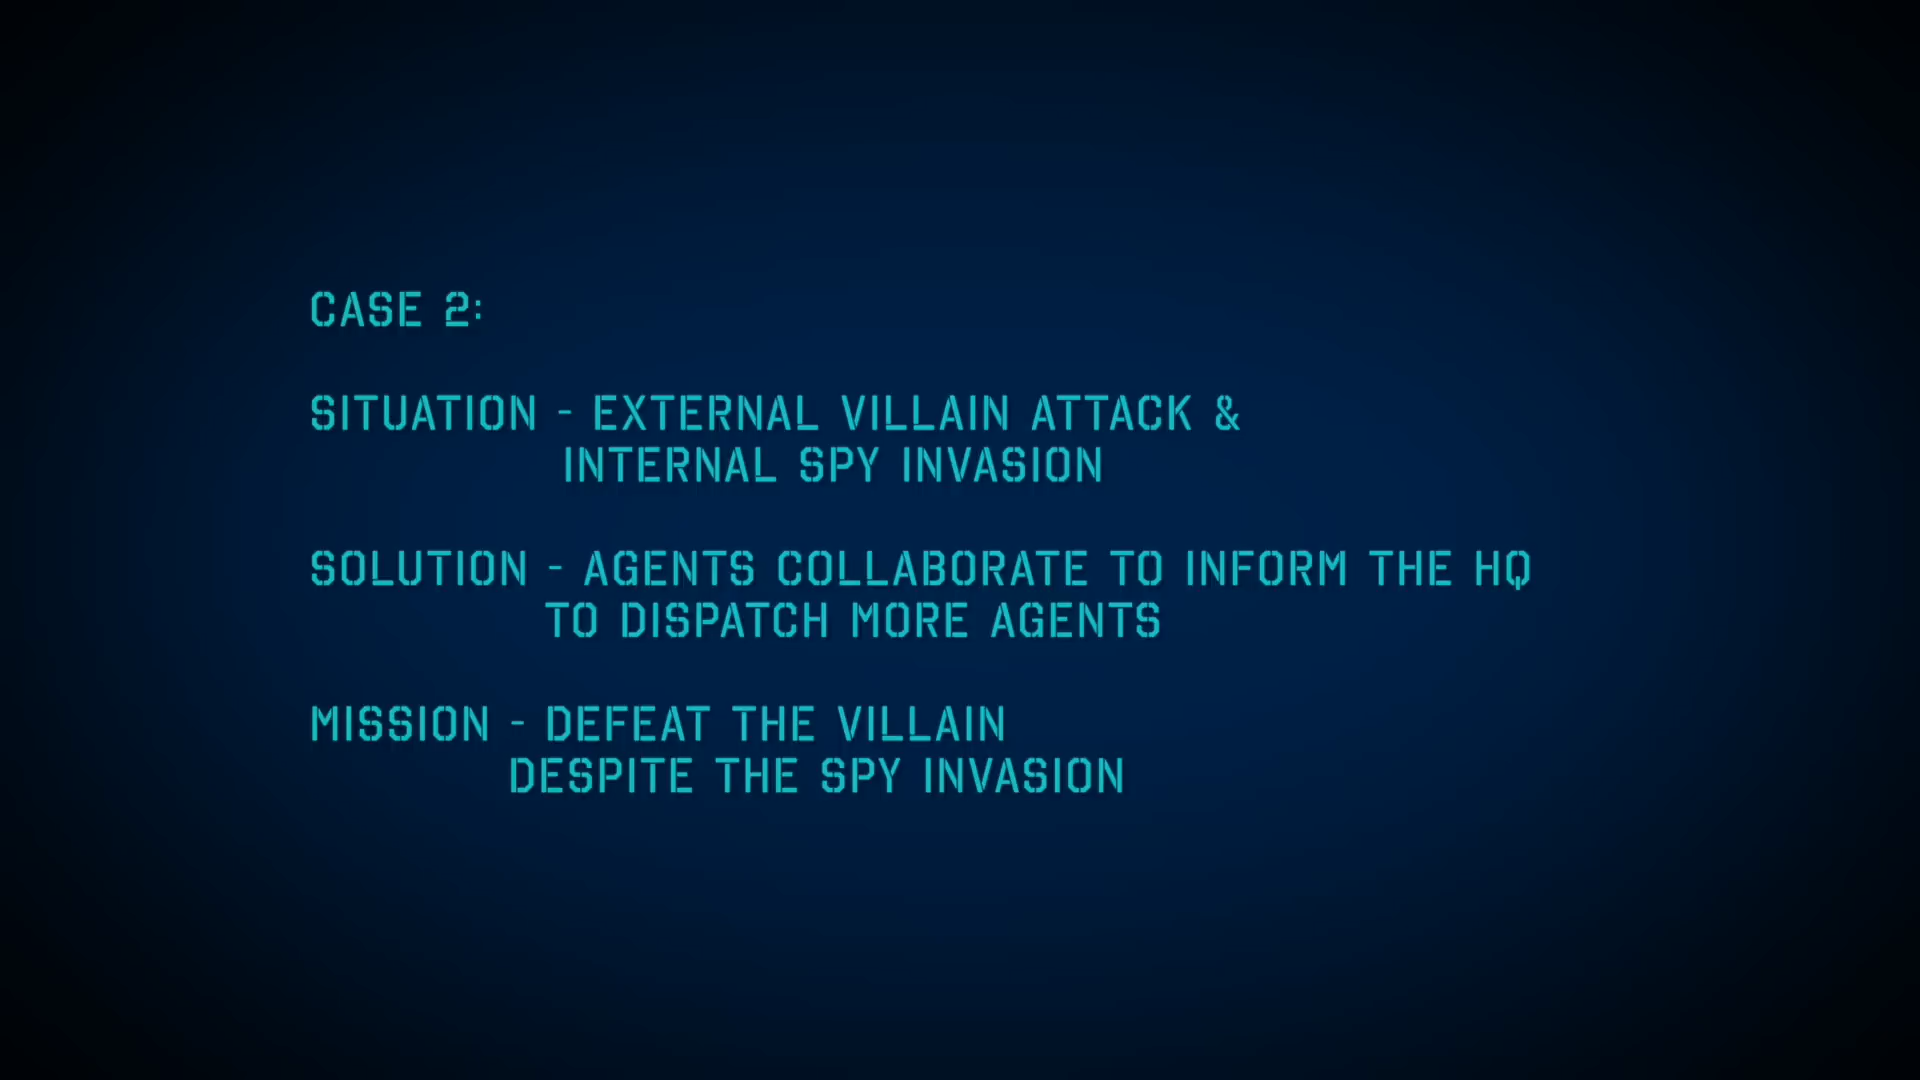 CASE 2:
SITUATION - EXTERNAL VILLAIN ATTACK &
INTERNAL SPY INVASION
SOLUTION - AGENTS COLLABORATE TO INFORM THE HQ
TO DISPATCH MORE AGENTS
MISSION - DEFEAT THE VILLAIN
DESPITE THE SPY INVASION